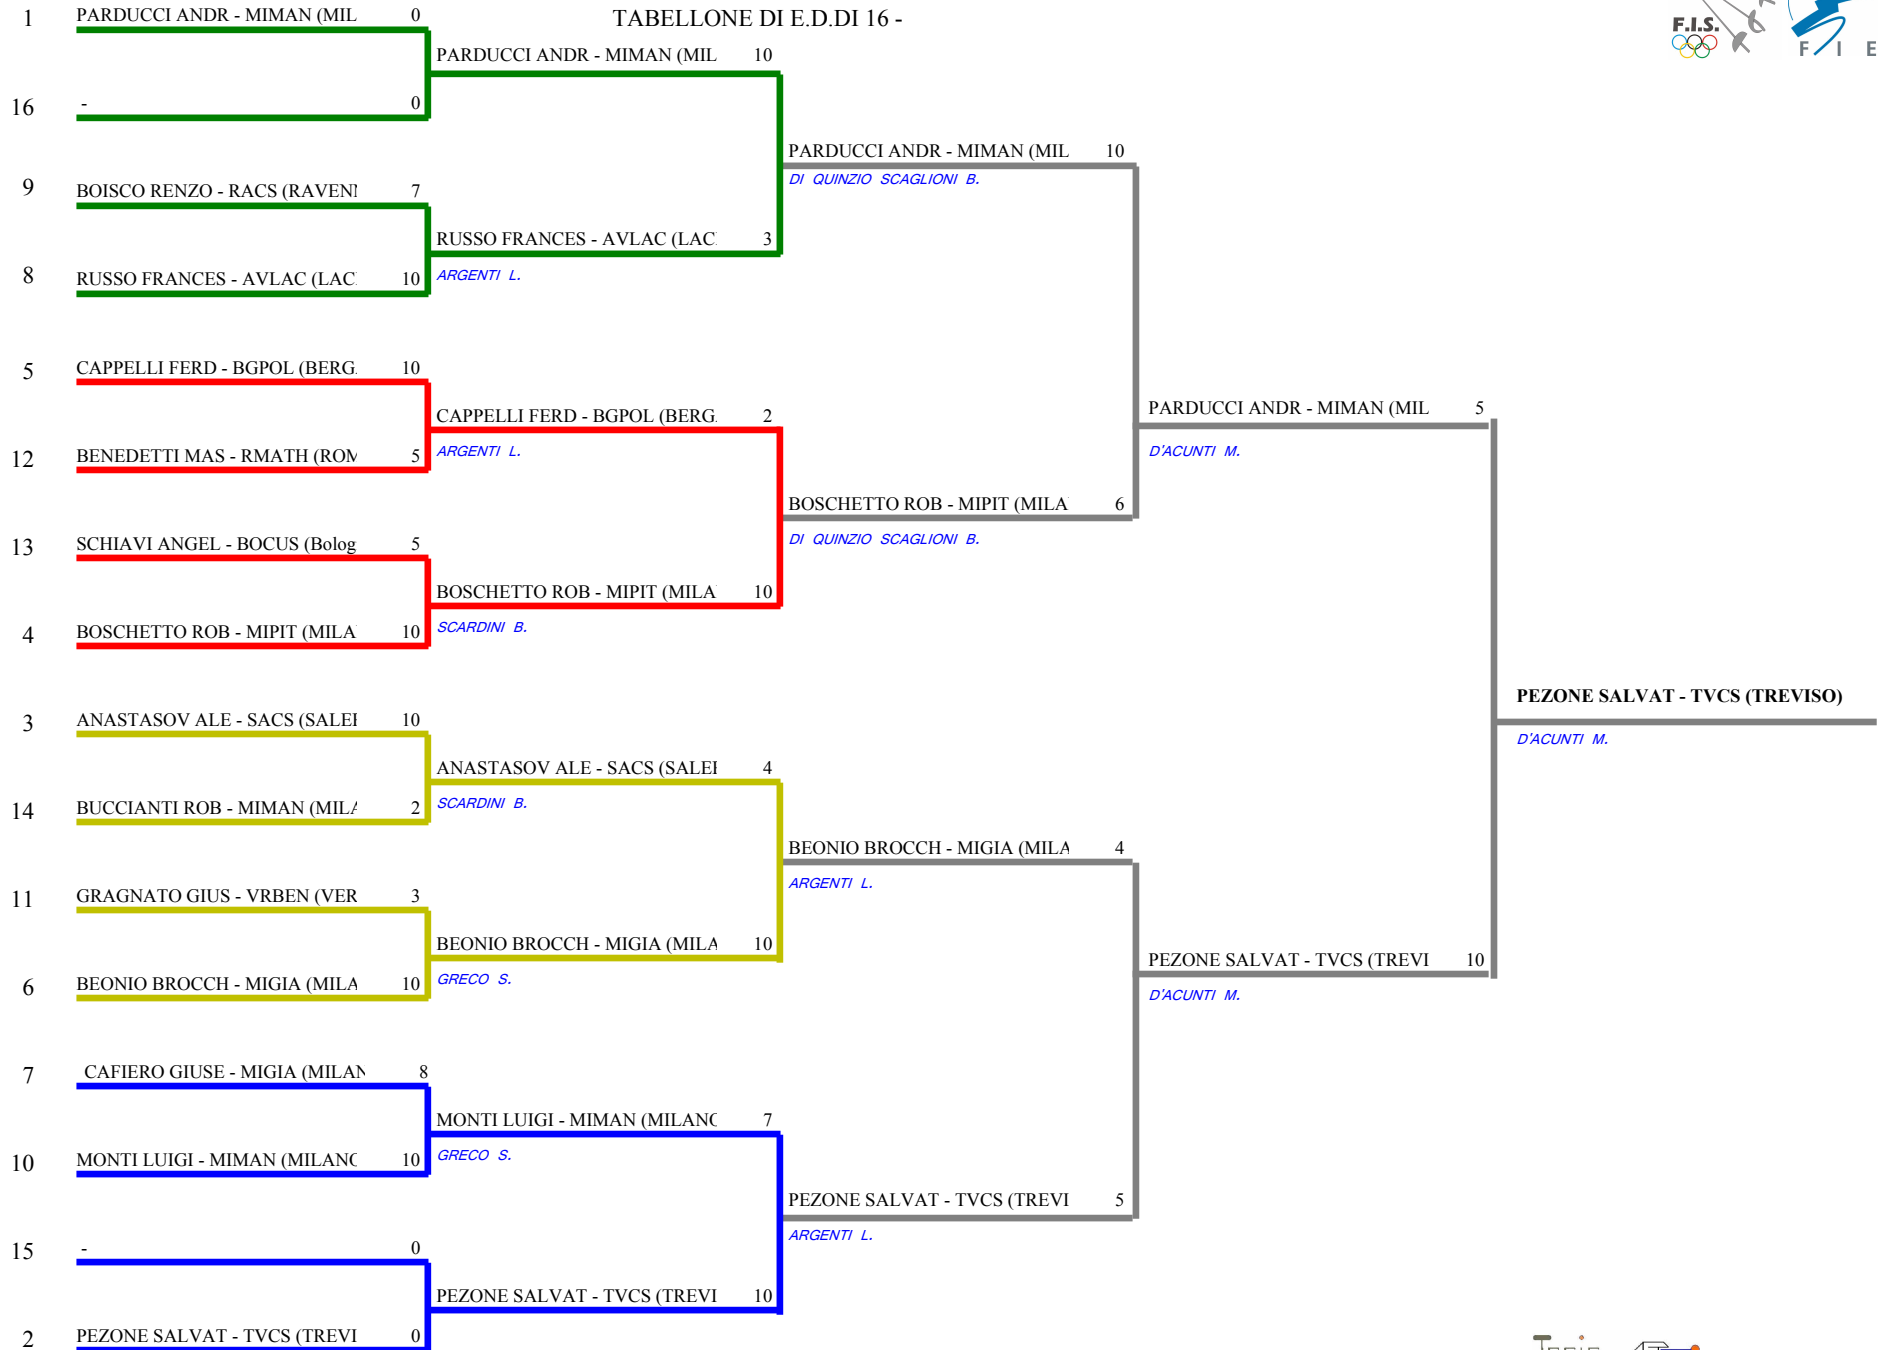 TABELLONE DI E.D.DI 16 -
F.I.S.
F I E
1 PARDUCCI ANDR - MIMAN (MIL 0
PARDUCCI ANDR - MIMAN (MIL 10
16 - 0
PARDUCCI ANDR - MIMAN (MIL 10
DI QUINZIO SCAGLIONI B.
9 BOISCO RENZO - RACS (RAVEN 7
RUSSO FRANCES - AVLAC (LAC 3
ARGENTI L.
8 RUSSO FRANCES - AVLAC (LAC 10
5 CAPPELLI FERD - BGPOL (BERG 10
CAPPELLI FERD - BGPOL (BERG 2
ARGENTI L.
PARDUCCI ANDR - MIMAN (MIL 5
D'ACUNTI M.
12 BENEDETTI MAS - RMATH (ROM 5
BOSCHETTO ROB - MIPIT (MILA 6
DI QUINZIO SCAGLIONI B.
13 SCHIAVI ANGEL - BOCUS (Bolog 5
BOSCHETTO ROB - MIPIT (MILA 10
SCARDINI B.
4 BOSCHETTO ROB - MIPIT (MILA 10
PEZONE SALVAT - TVCS (TREVISO)
D'ACUNTI M.
3 ANASTASOV ALE - SACS (SALE 10
ANASTASOV ALE - SACS (SALE 4
SCARDINI B.
14 BUCCIANTI ROB - MIMAN (MILA 2
BEONIO BROCCH - MIGIA (MILA 4
ARGENTI L.
11 GRAGNATO GIUS - VRBEN (VER 3
BEONIO BROCCH - MIGIA (MILA 10
GRECO S.
PEZONE SALVAT - TVCS (TREVI 10
D'ACUNTI M.
6 BEONIO BROCCH - MIGIA (MILA 10
7 CAFIERO GIUSE - MIGIA (MILAN 8
MONTI LUIGI - MIMAN (MILANO 7
GRECO S.
10 MONTI LUIGI - MIMAN (MILANO 10
PEZONE SALVAT - TVCS (TREVI 5
ARGENTI L.
15 - 0
PEZONE SALVAT - TVCS (TREVI 10
2 PEZONE SALVAT - TVCS (TREVI 0